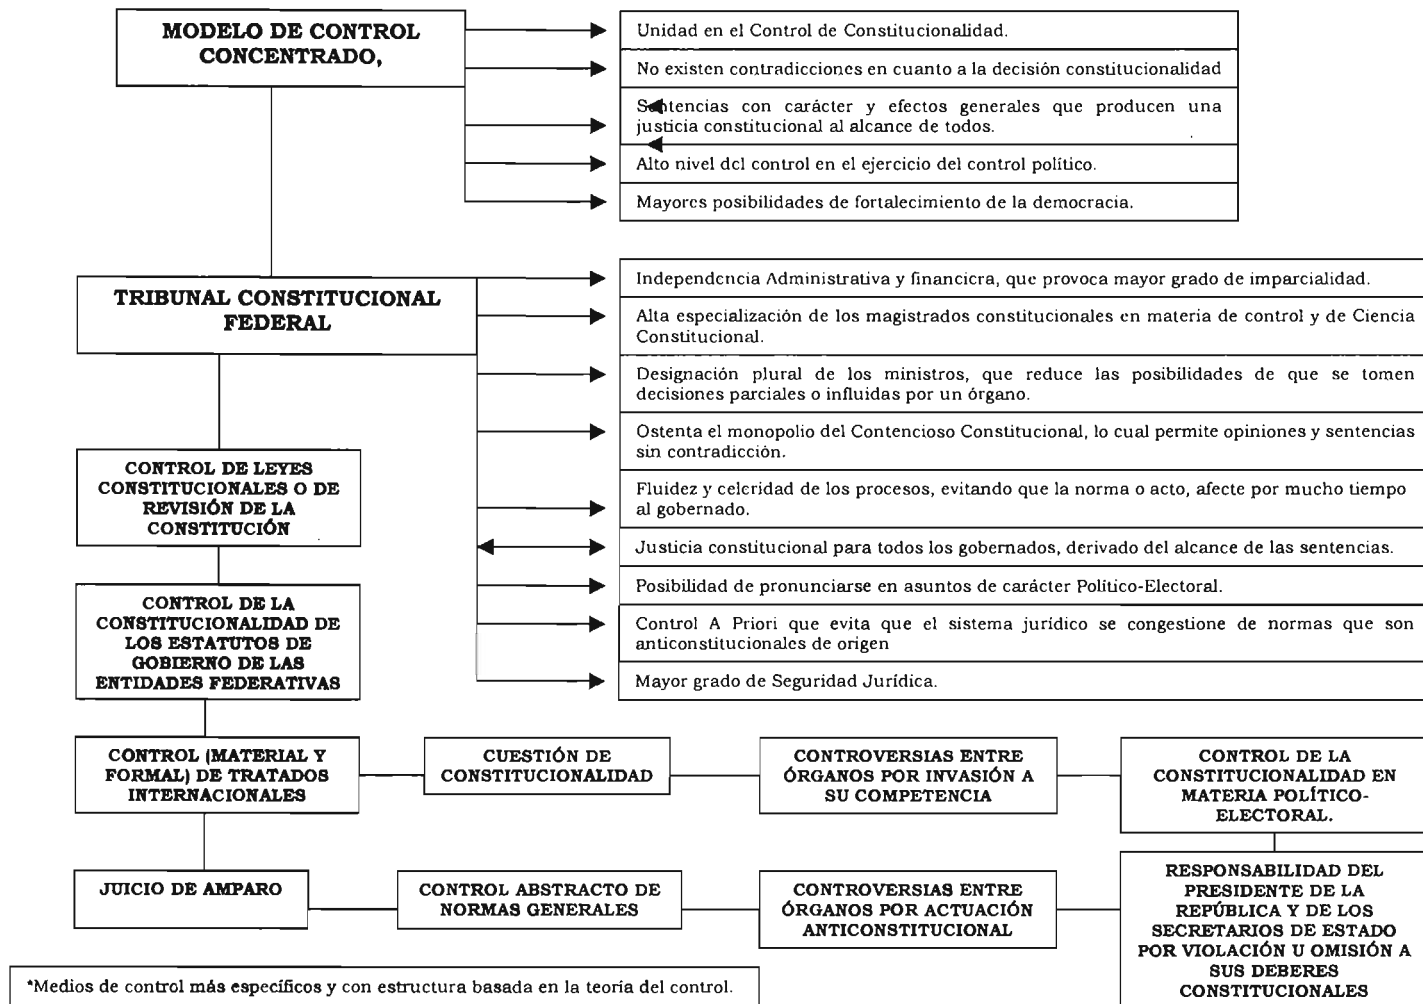 MODELO DE CONTROL
CONCENTRADO,
Unidad en el Control de Constitucionalidad.
No existen contradicciones en cuanto a la decisión constitucionalidad
Sentencias con carácter y efectos generales que producen una
justicia constitucional al alcance de todos.
Alto nivel del control en el ejercicio del control político.
Mayores posibilidades de fortalecimiento de la democracia.
TRIBUNAL CONSTITUCIONAL
FEDERAL
Independencia Administrativa y financiera, que provoca mayor grado de imparcialidad.
Alta especialización de los magistrados constitucionales en materia de control y de Ciencia
Constitucional.
Designación plural de los ministros, que reduce las posibilidades de que se tomen
decisiones parciales o influidas por un órgano.
Ostenta el monopolio del Contencioso Constitucional, lo cual permite opiniones y sentencias
sin contradicción.
Fluidez y celeridad de los procesos, evitando que la norma o acto, afecte por mucho tiempo
al gobernado.
Justicia constitucional para todos los gobernados, derivado del alcance de las sentencias.
Posibilidad de pronunciarse en asuntos de carácter Político-Electoral.
Control A Priori que evita que el sistema jurídico se congestione de normas que son
anticonstitucionales de origen
Mayor grado de Seguridad Jurídica.
CONTROL DE LEYES
CONSTITUCIONALES O DE
REVISIÓN DE LA
CONSTITUCIÓN
CONTROL DE LA
CONSTITUCIONALIDAD DE
LOS ESTATUTOS DE
GOBIERNO DE LAS
ENTIDADES FEDERATIVAS
CONTROL (MATERIAL Y
FORMAL) DE TRATADOS
INTERNACIONALES
CUESTIÓN DE
CONSTITUCIONALIDAD
CONTROVERSIAS ENTRE
ÓRGANOS POR INVASIÓN A
SU COMPETENCIA
CONTROL DE LA
CONSTITUCIONALIDAD EN
MATERIA POLÍTICO-
ELECTORAL.
JUICIO DE AMPARO
CONTROL ABSTRACTO DE
NORMAS GENERALES
CONTROVERSIAS ENTRE
ÓRGANOS POR ACTUACIÓN
ANTICONSTITUCIONAL
RESPONSABILIDAD DEL
PRESIDENTE DE LA
REPÚBLICA Y DE LOS
SECRETARIOS DE ESTADO
POR VIOLACIÓN U OMISIÓN A
SUS DEBERES
CONSTITUCIONALES
*Medios de control más específicos y con estructura basada en la teoría del control.